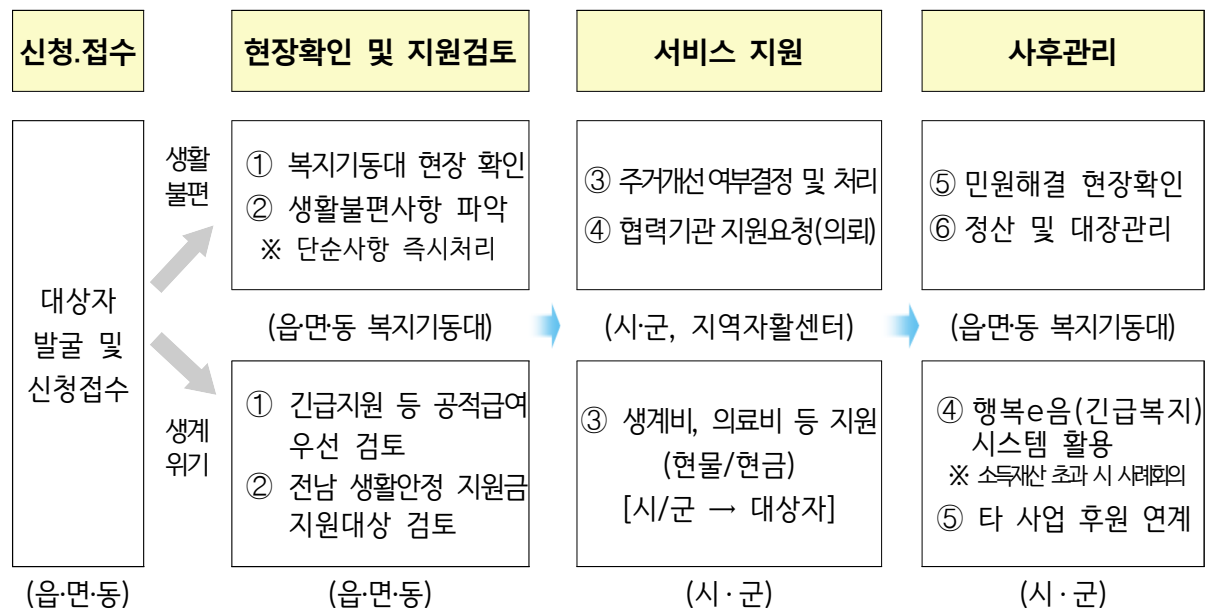 신청.접수
현장확인 및 지원검토
서비스 지원
사후관리
대상자
발굴 및
신청접수
(읍·면·동)
생활
불편
① 복지기동대 현장 확인
② 생활불편사항 파악
※ 단순사항 즉시처리
(읍·면·동 복지기동대)
③ 주거개선여부결정 및 처리
④ 협력기관 지원요청(의뢰)
(시·군, 지역자활센터)
⑤ 민원해결 현장확인
⑥ 정산 및 대장관리
(읍·면·동 복지기동대)
생계
위기
① 긴급지원 등 공적급여
우선 검토
② 전남 생활안정 지원금
지원대상 검토
(읍·면·동)
③ 생계비, 의료비 등 지원
(현물/현금)
[시/군 → 대상자]
(시·군)
④ 행복e음(긴급복지)
시스템 활용
※ 소득재산 초과 시 사례회의
⑤ 타 사업 후원 연계
(시·군)